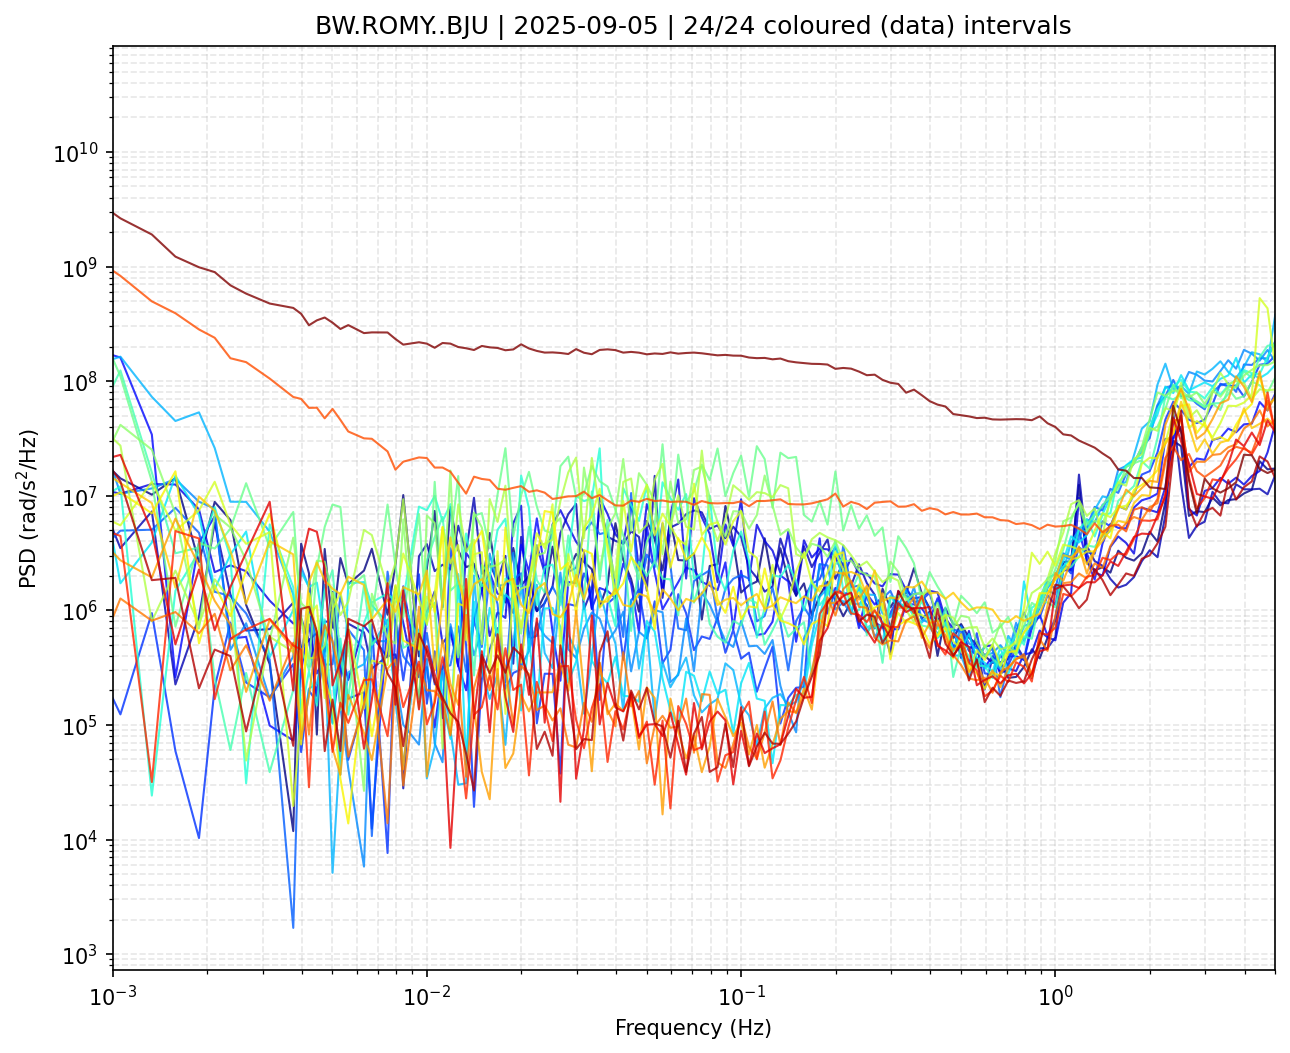 BW.ROMY..BJU | 2025-09-05 | 24/24 coloured (data) intervals
PSD (rad/s²/Hz)
10¹⁰
10⁹
10⁸
10⁷
10⁶
10⁵
10⁴
10³
10⁻³ 10⁻² 10⁻¹ 10⁰
Frequency (Hz)